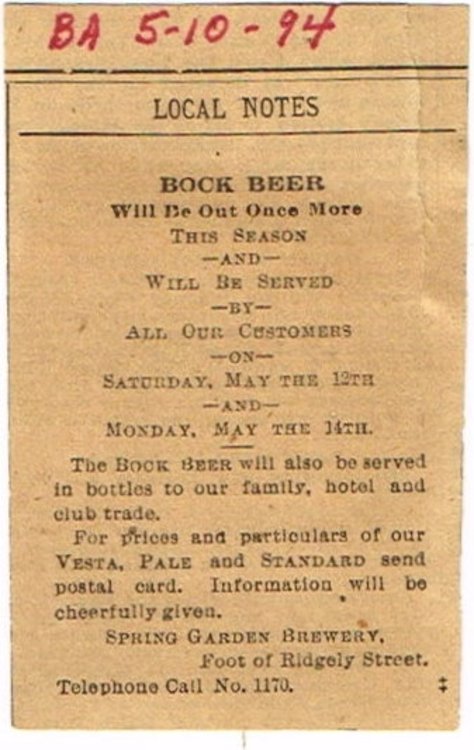 BA 5-10-94
LOCAL NOTES
BOCK BEER
Will Be Out Once More
THIS SEASON
—AND—
WILL BE SERVED
—BY—
ALL OUR CUSTOMERS
—ON—
SATURDAY, MAY THE 12TH
—AND—
MONDAY, MAY THE 14TH.
The BOCK BEER will also be served
in bottles to our family, hotel and
club trade.
For prices and particulars of our
VESTA, PALE and STANDARD send
postal card. Information will be
cheerfully given.
SPRING GARDEN BREWERY,
Foot of Ridgely Street.
Telephone Call No. 1170. ‡